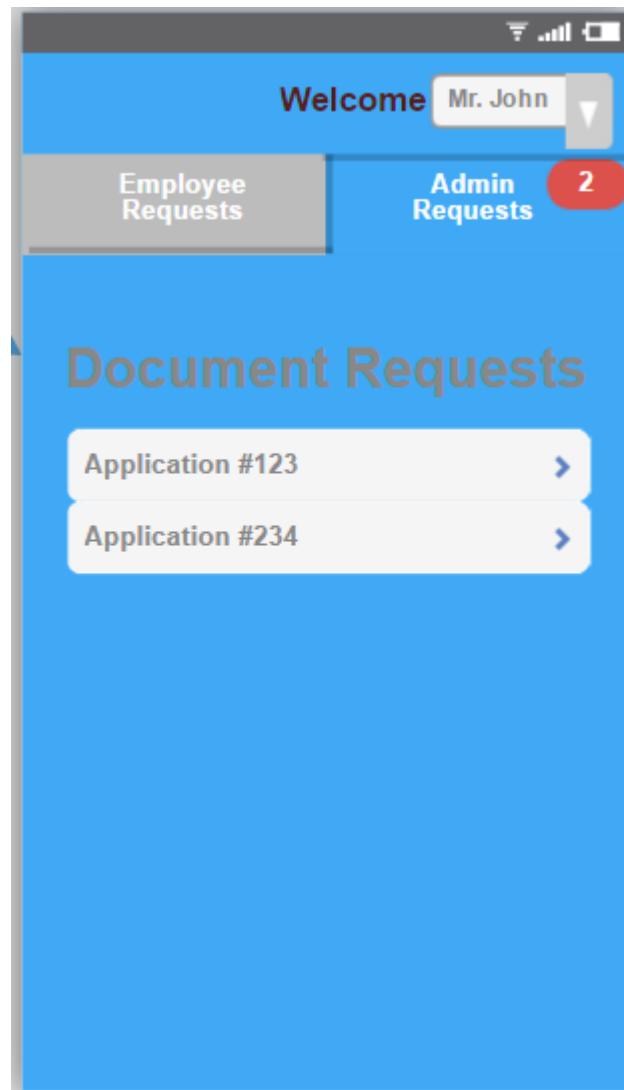 Welcome Mr. John
Employee
Requests
Admin
Requests
2
Document Requests
Application #123
Application #234